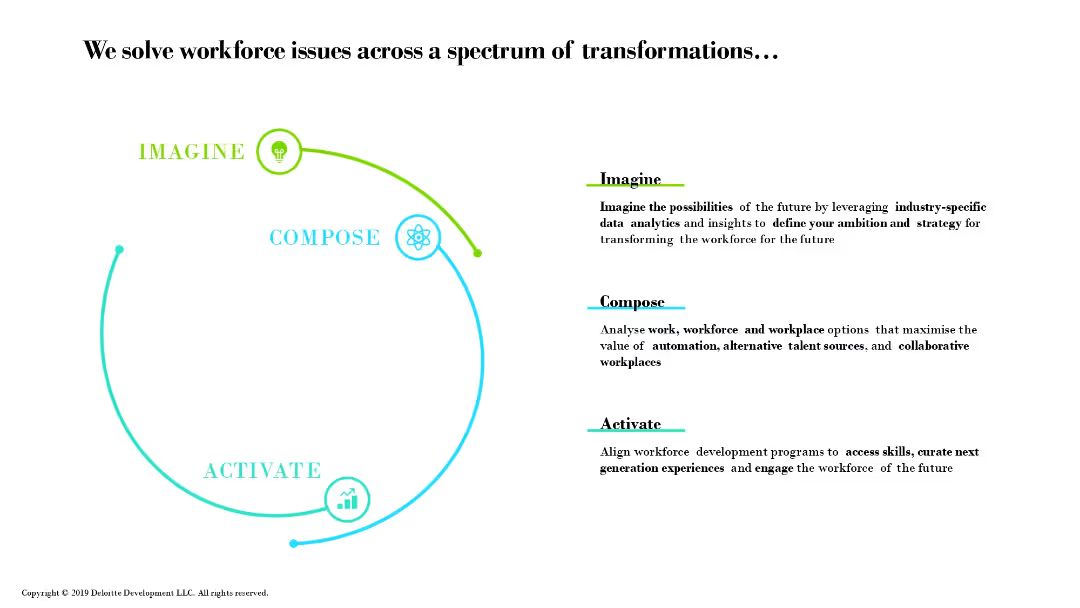 We solve workforce issues across a spectrum of transformations...
IMAGINE
COMPOSE
ACTIVATE
Imagine
Imagine the possibilities of the future by leveraging industry-specific
data analytics and insights to define your ambition and strategy for
transforming the workforce for the future
Compose
Analyse work, workforce and workplace options that maximise the
value of automation, alternative talent sources, and collaborative
workplaces
Activate
Align workforce development programs to access skills, curate next
generation experiences and engage the workforce of the future
Copyright © 2019 Deloitte Development LLC. All rights reserved.